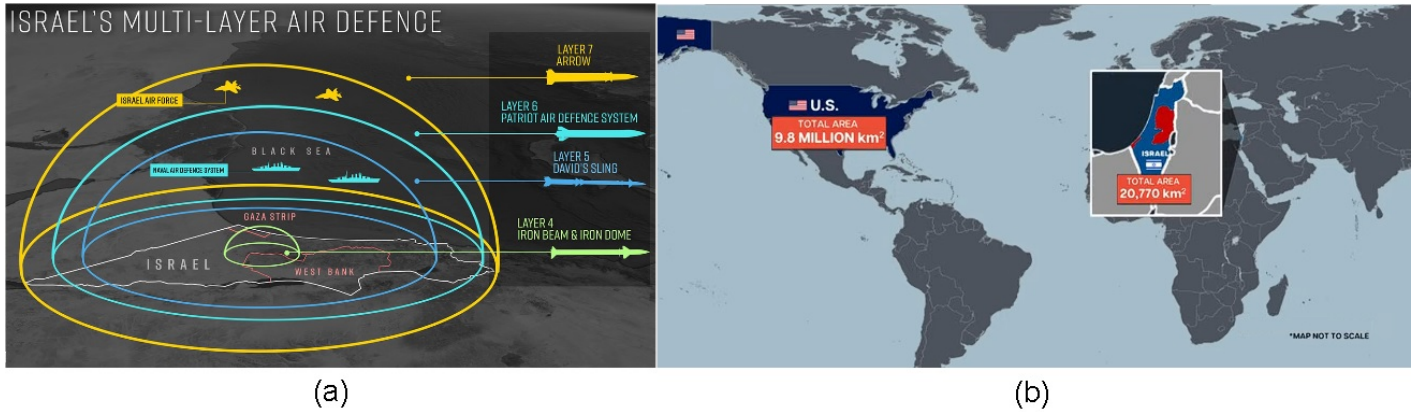 ISRAEL'S MULTI-LAYER AIR DEFENCE
LAYER 7
ARROW
ISRAEL AIR FORCE
LAYER 6
PATRIOT AIR DEFENCE SYSTEM
BLACK SEA
LAYER 5
DAVID'S SLING
NAVAL AIR DEFENCE SYSTEM
GAZA STRIP
LAYER 4
IRON BEAM & IRON DOME
ISRAEL
WEST BANK
(a)
U.S.
TOTAL AREA
9.8 MILLION km²
ISRAEL
TOTAL AREA
20,770 km²
*MAP NOT TO SCALE
(b)